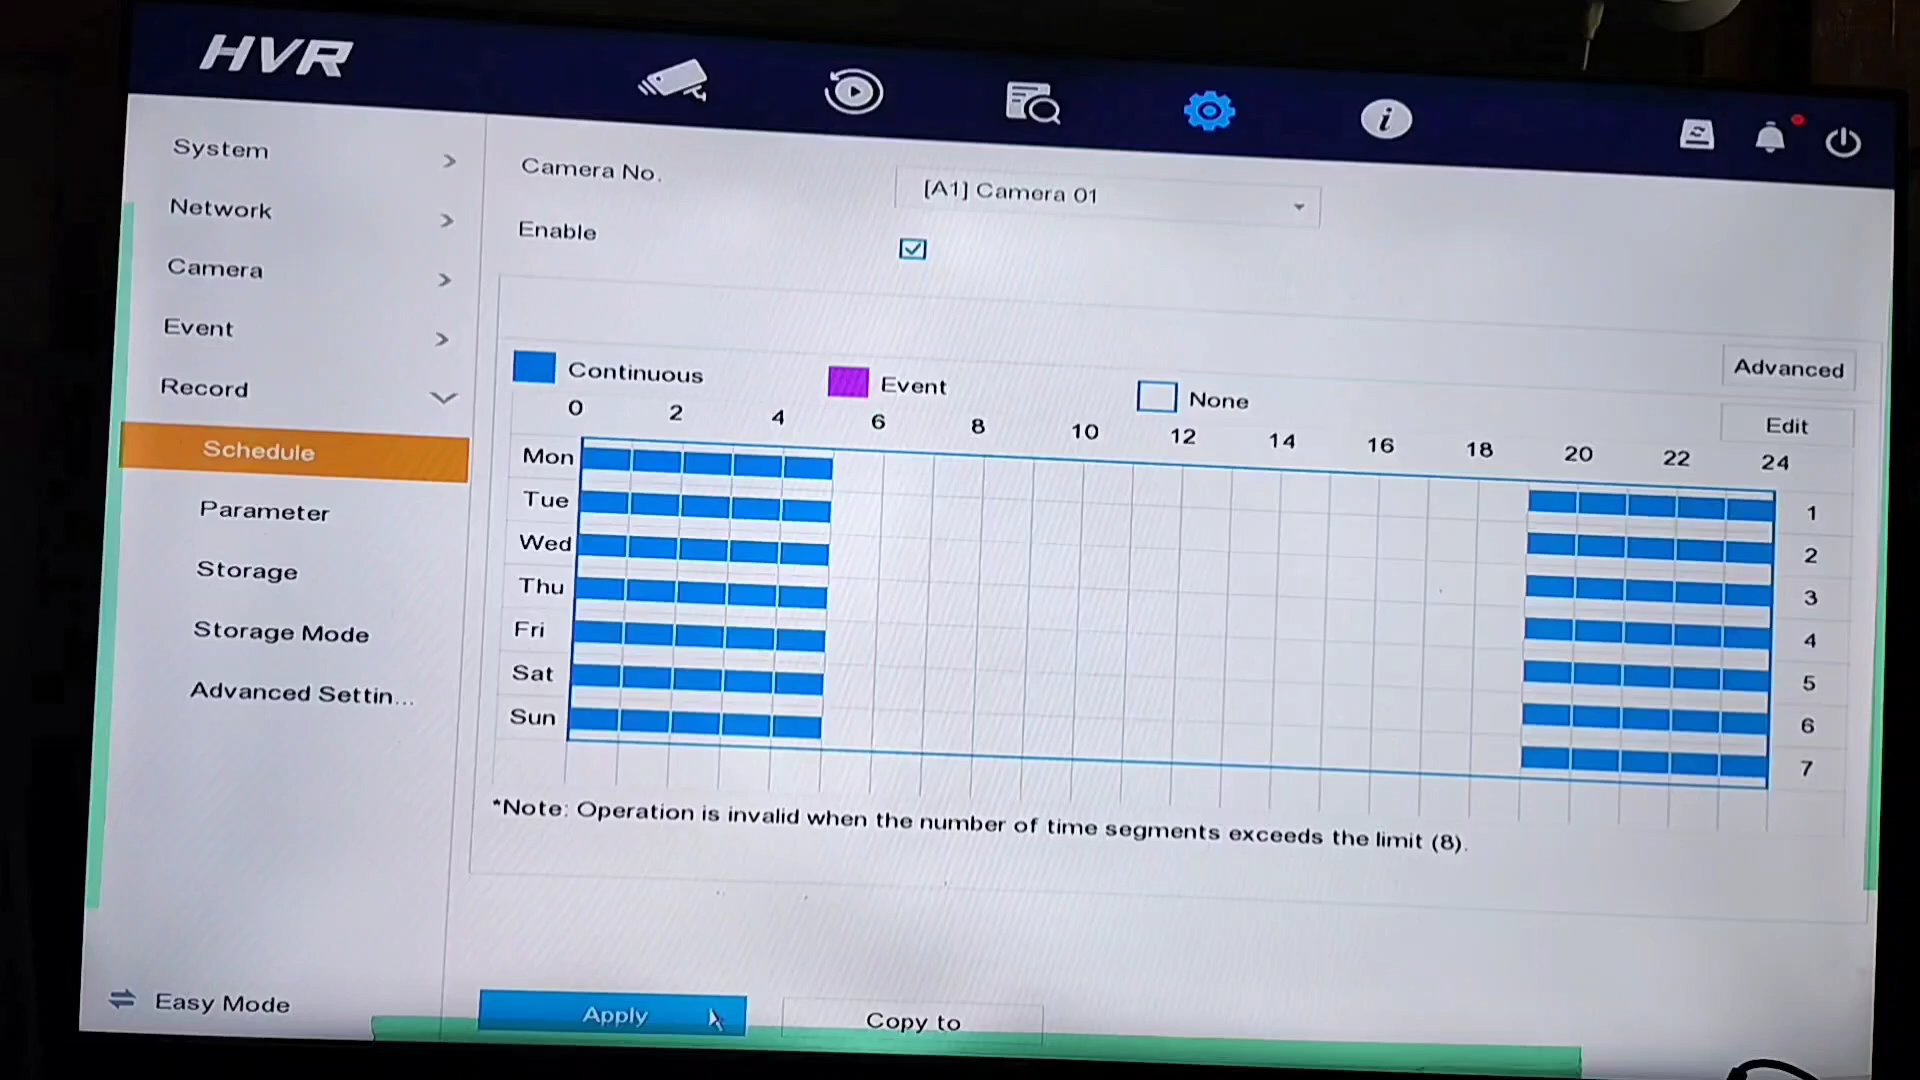 HVR
System
Network
Camera
Event
Record
Schedule
Parameter
Storage
Storage Mode
Advanced Settin...
Easy Mode
Camera No.
[A1] Camera 01
Enable
Advanced
Continuous
Event
None
Edit
0 2 4 6 8 10 12 14 16 18 20 22 24
Mon 1
Tue 2
Wed 3
Thu 4
Fri 5
Sat 6
Sun 7
*Note: Operation is invalid when the number of time segments exceeds the limit (8).
Apply
Copy to